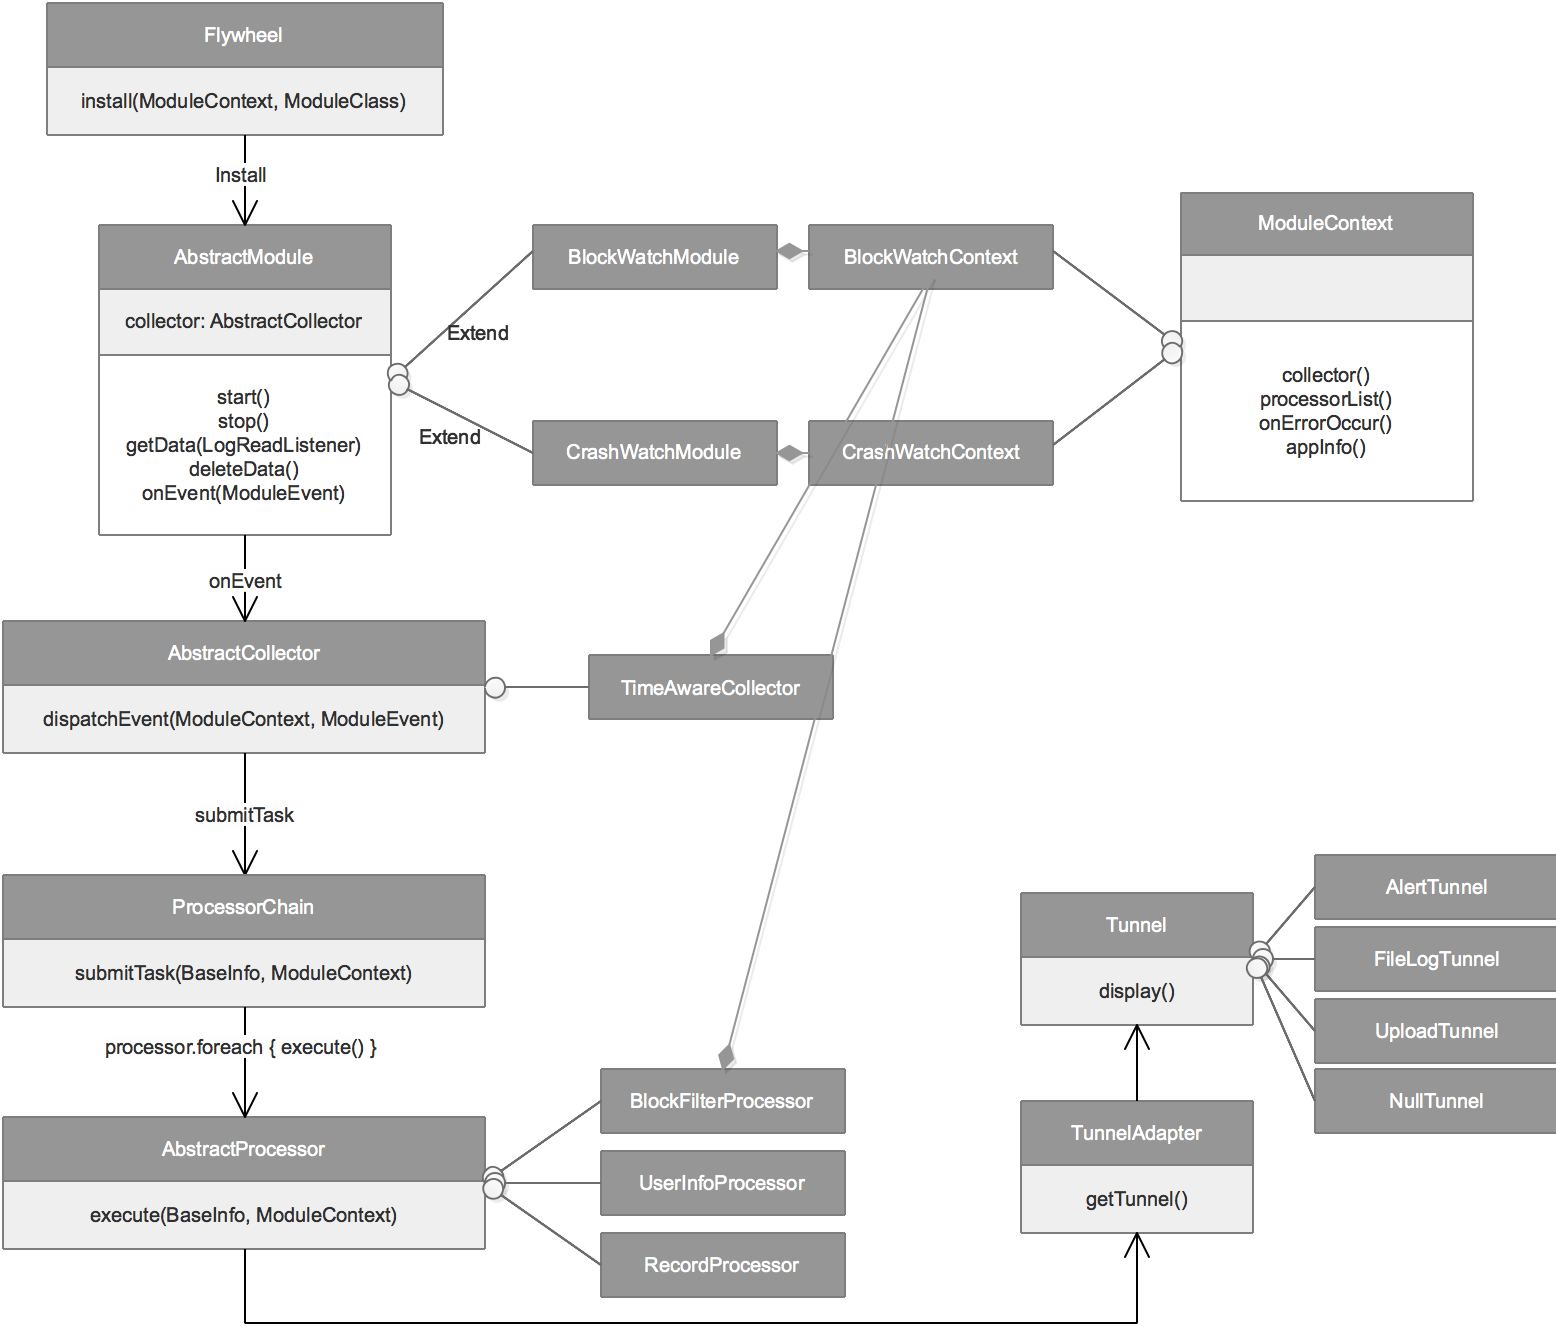 Flywheel
install(ModuleContext, ModuleClass)
Install
AbstractModule
collector: AbstractCollector
start()
stop()
getData(LogReadListener)
deleteData()
onEvent(ModuleEvent)
Extend
Extend
BlockWatchModule
BlockWatchContext
CrashWatchModule
CrashWatchContext
ModuleContext
collector()
processorList()
onErrorOccur()
appInfo()
onEvent
AbstractCollector
dispatchEvent(ModuleContext, ModuleEvent)
TimeAwareCollector
submitTask
ProcessorChain
submitTask(BaseInfo, ModuleContext)
processor.foreach { execute() }
AbstractProcessor
execute(BaseInfo, ModuleContext)
BlockFilterProcessor
UserInfoProcessor
RecordProcessor
Tunnel
display()
TunnelAdapter
getTunnel()
AlertTunnel
FileLogTunnel
UploadTunnel
NullTunnel